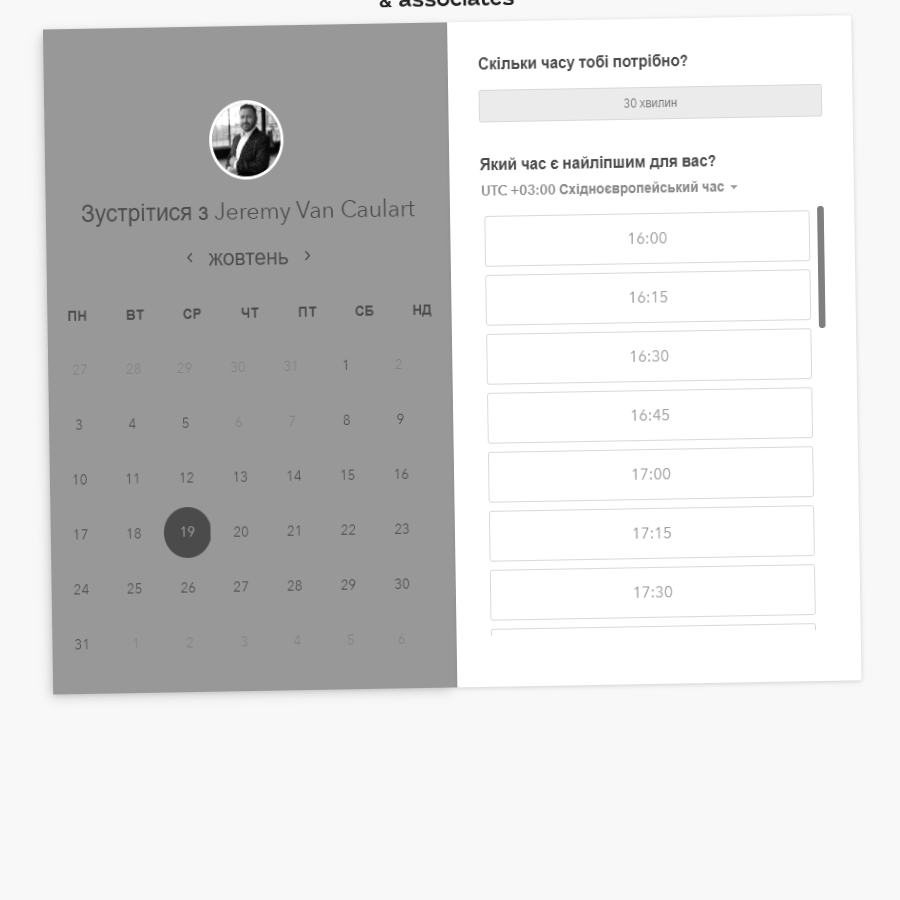 & associates
Зустрітися з Jeremy Van Caulart
жовтень
ПН ВТ СР ЧТ ПТ СБ НД
27 28 29 30 31 1 2
3 4 5 6 7 8 9
10 11 12 13 14 15 16
17 18 19 20 21 22 23
24 25 26 27 28 29 30
31 1 2 3 4 5 6
Скільки часу тобі потрібно?
30 хвилин
Який час є найліпшим для вас?
UTC +03:00 Східноєвропейський час
16:00
16:15
16:30
16:45
17:00
17:15
17:30